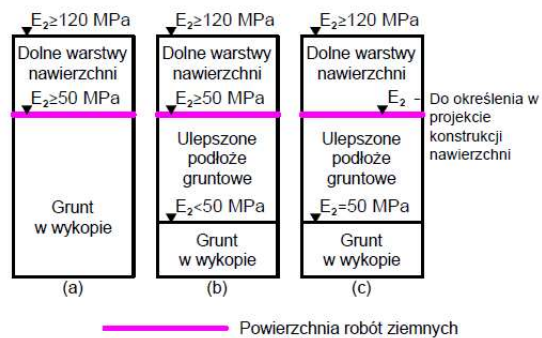 E₂≥120 MPa
E₂≥120 MPa
E₂≥120 MPa
Dolne warstwy
nawierzchni
Dolne warstwy
nawierzchni
Dolne warstwy
nawierzchni
E₂≥50 MPa
E₂≥50 MPa
E₂ –
Do określenia w
projekcie
konstrukcji
nawierzchni
Ulepszone
podłoże
gruntowe
Ulepszone
podłoże
gruntowe
Grunt
w wykopie
E₂<50 MPa
E₂=50 MPa
Grunt
w wykopie
Grunt
w wykopie
(a)
(b)
(c)
Powierzchnia robót ziemnych